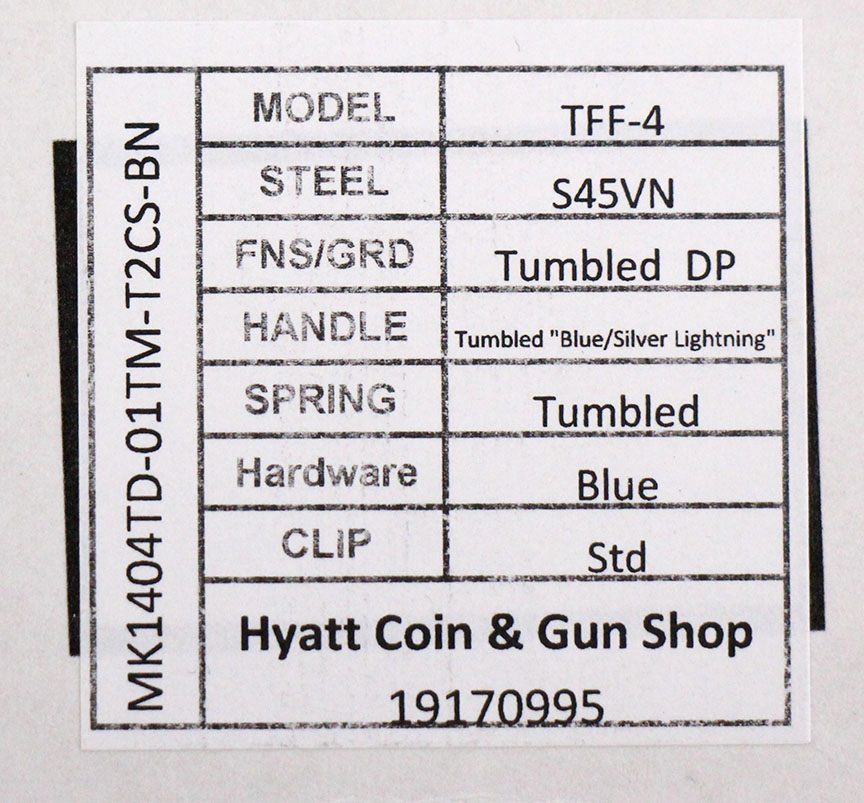 MK1404TD-01TM-T2CS-BN
MODEL TFF-4
STEEL S45VN
FNS/GRD Tumbled DP
HANDLE Tumbled "Blue/Silver Lightning"
SPRING Tumbled
Hardware Blue
CLIP Std
Hyatt Coin & Gun Shop
19170995